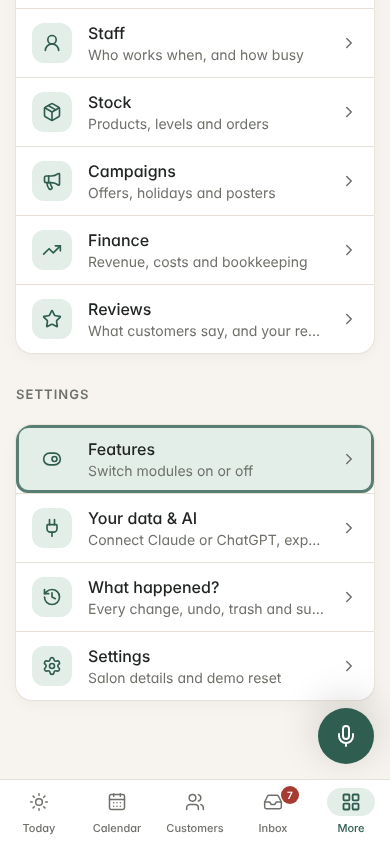 Staff
Who works when, and how busy
Stock
Products, levels and orders
Campaigns
Offers, holidays and posters
Finance
Revenue, costs and bookkeeping
Reviews
What customers say, and your re...
SETTINGS
Features
Switch modules on or off
Your data & AI
Connect Claude or ChatGPT, exp...
What happened?
Every change, undo, trash and su...
Settings
Salon details and demo reset
7
Today
Calendar
Customers
Inbox
More